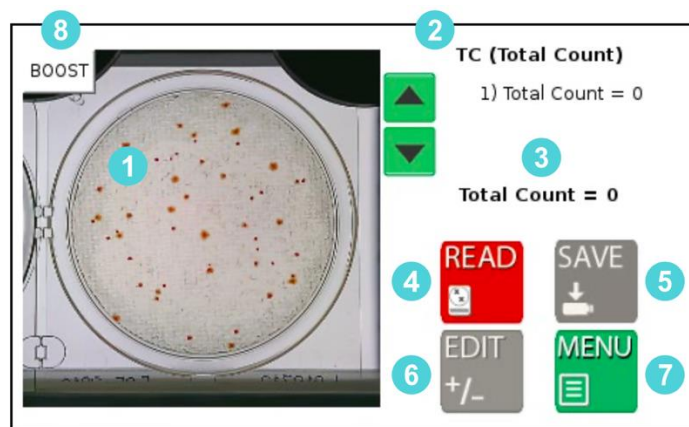 8
2
BOOST
TC (Total Count)
1) Total Count = 0
1
3
Total Count = 0
READ
SAVE
4
5
EDIT
+/-
MENU
6
7